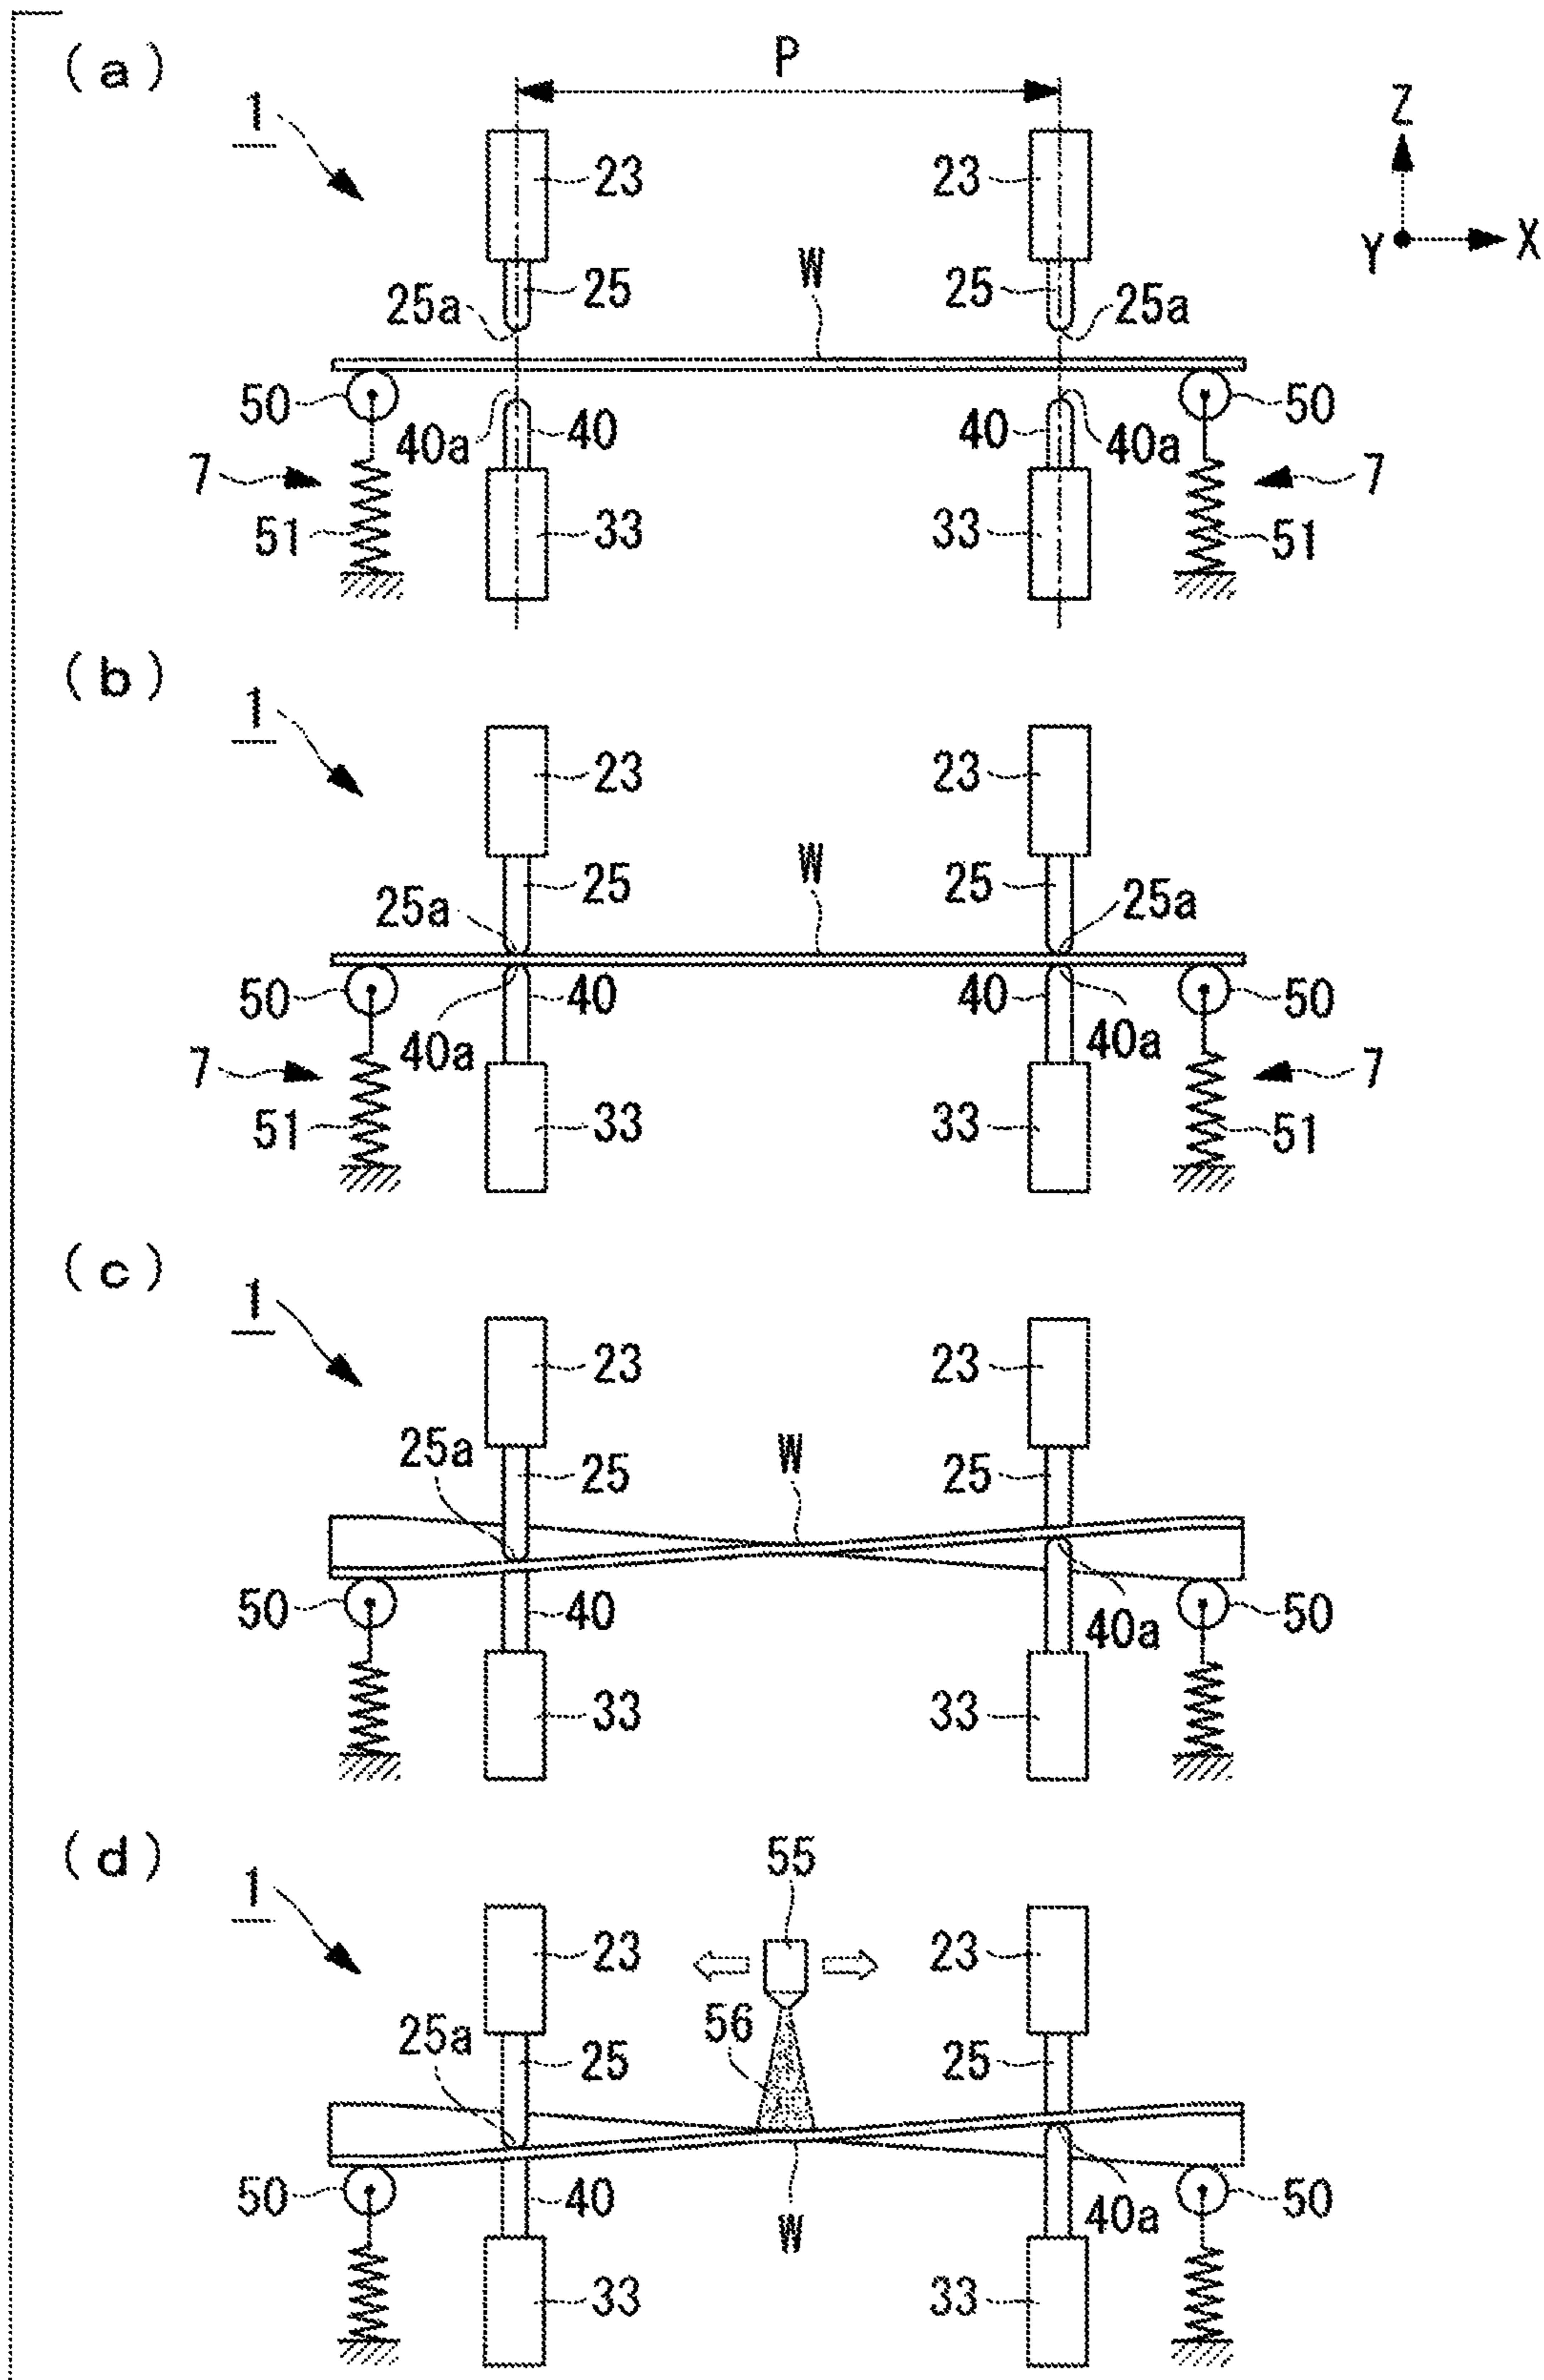 (a)
P
1
Z
23 23
Y X
W
25 25
25a 25a
50 50
40a 40 40 40a
7 7
51 33 33 51
(b)
1
23 23
W
25 25
25a 25a
50 40 40 50
40a 40a
7 7
51 33 33 51
(c)
1
23 23
25a W
25 25
50 40 50
40a
33 33
(d)
55
1
23 23
56
25a 25 25
50 40 50
40a
W
33 33